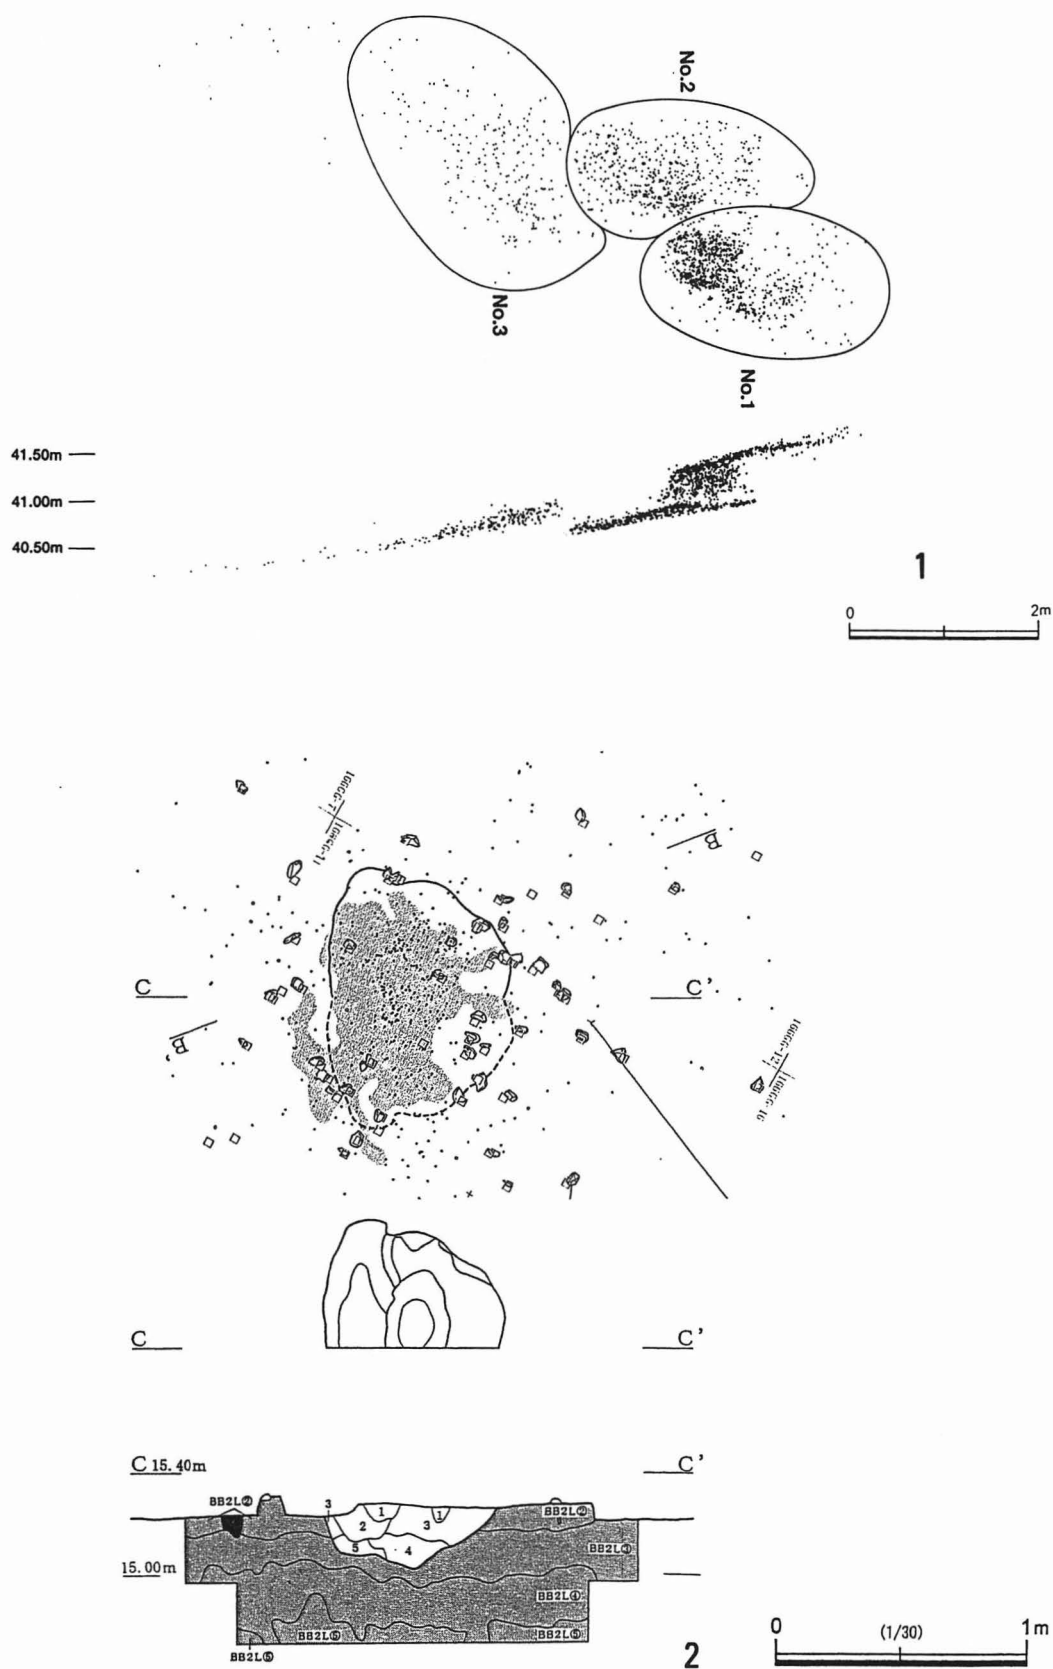 No.2
No.3
No.1
41.50m
41.00m
40.50m
1
0 2m
B
C C'
B'
C C'
C 15.40m C'
BB2L②
3
1
1
BB2L②
2
3
5
4
BB2L③
15.00m
BB2L④
BB2L⑤
BB2L⑤
BB2L⑤
2
0 (1/30) 1m